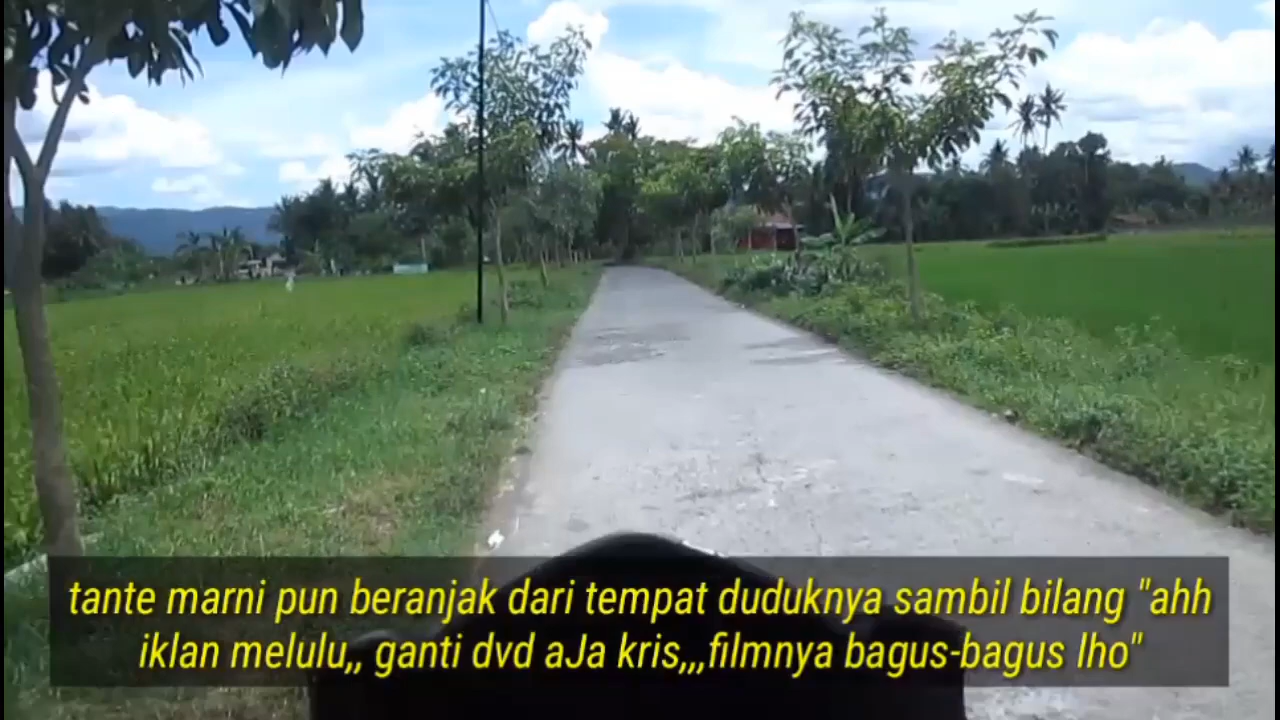 tante marni pun beranjak dari tempat duduknya sambil bilang "ahh
iklan melulu,, ganti dvd aJa kris,,,filmnya bagus-bagus lho"